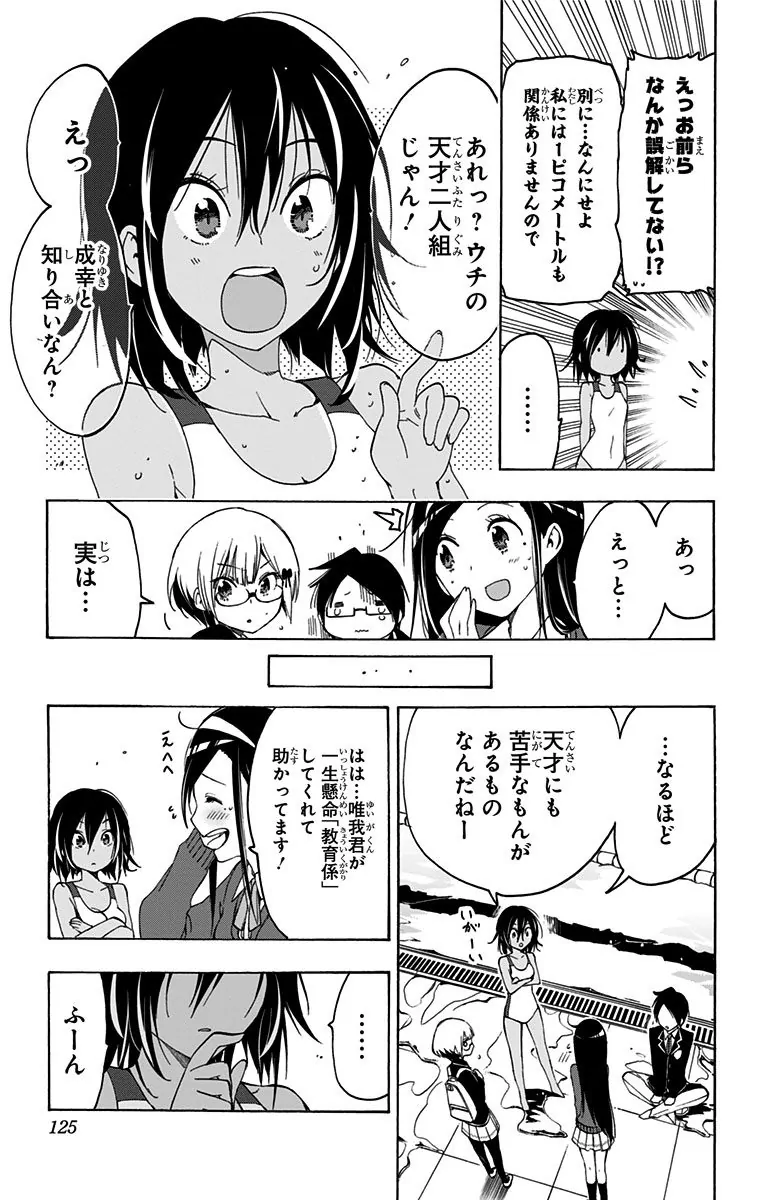 えっお前ら
なんか誤解してない!?
別に…なんにせよ
私には1ピコメートルも
関係ありませんので
……
あれっ?ウチの
天才二人組
じゃん!
えっ
成幸と
知り合いなん?
あっ
えっと…
実は…
…なるほど
天才にも
苦手なもんが
あるもの
なんだねー
いがーい
はは…唯我君が
一生懸命「教育係」
してくれて
助かってます!
えへへ
……
ふーん
125